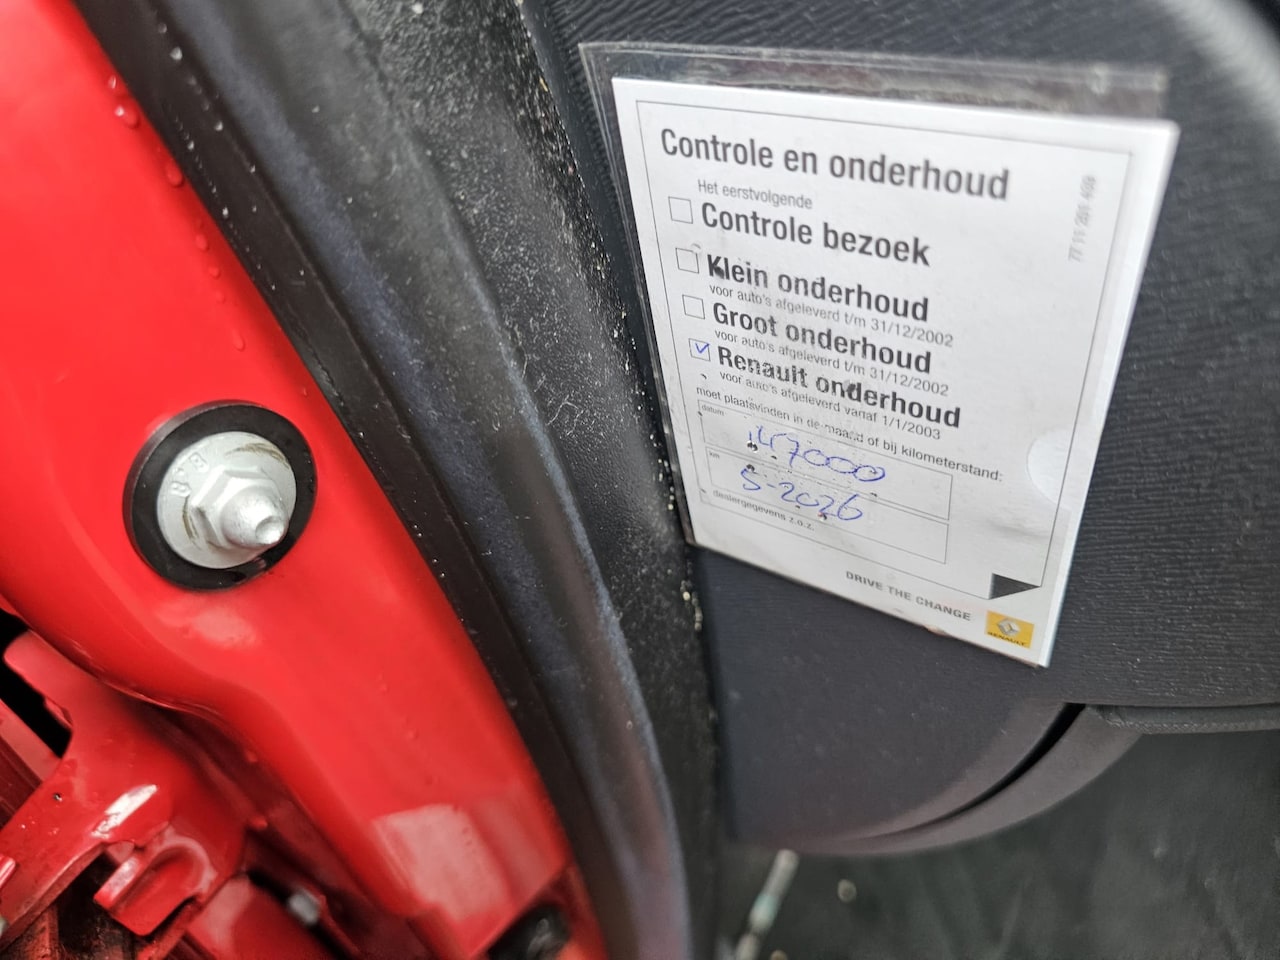 Controle en onderhoud
Het eerstvolgende
Controle bezoek
Klein onderhoud
voor auto's afgeleverd t/m 31/12/2002
Groot onderhoud
voor auto's afgeleverd t/m 31/12/2002
Renault onderhoud
voor auto's afgeleverd vanaf 1/1/2003
moet plaatsvinden in de maand of bij kilometerstand:
datum
147000
km
5-2026
dealergegevens z.o.z.
DRIVE THE CHANGE
RENAULT
8.8